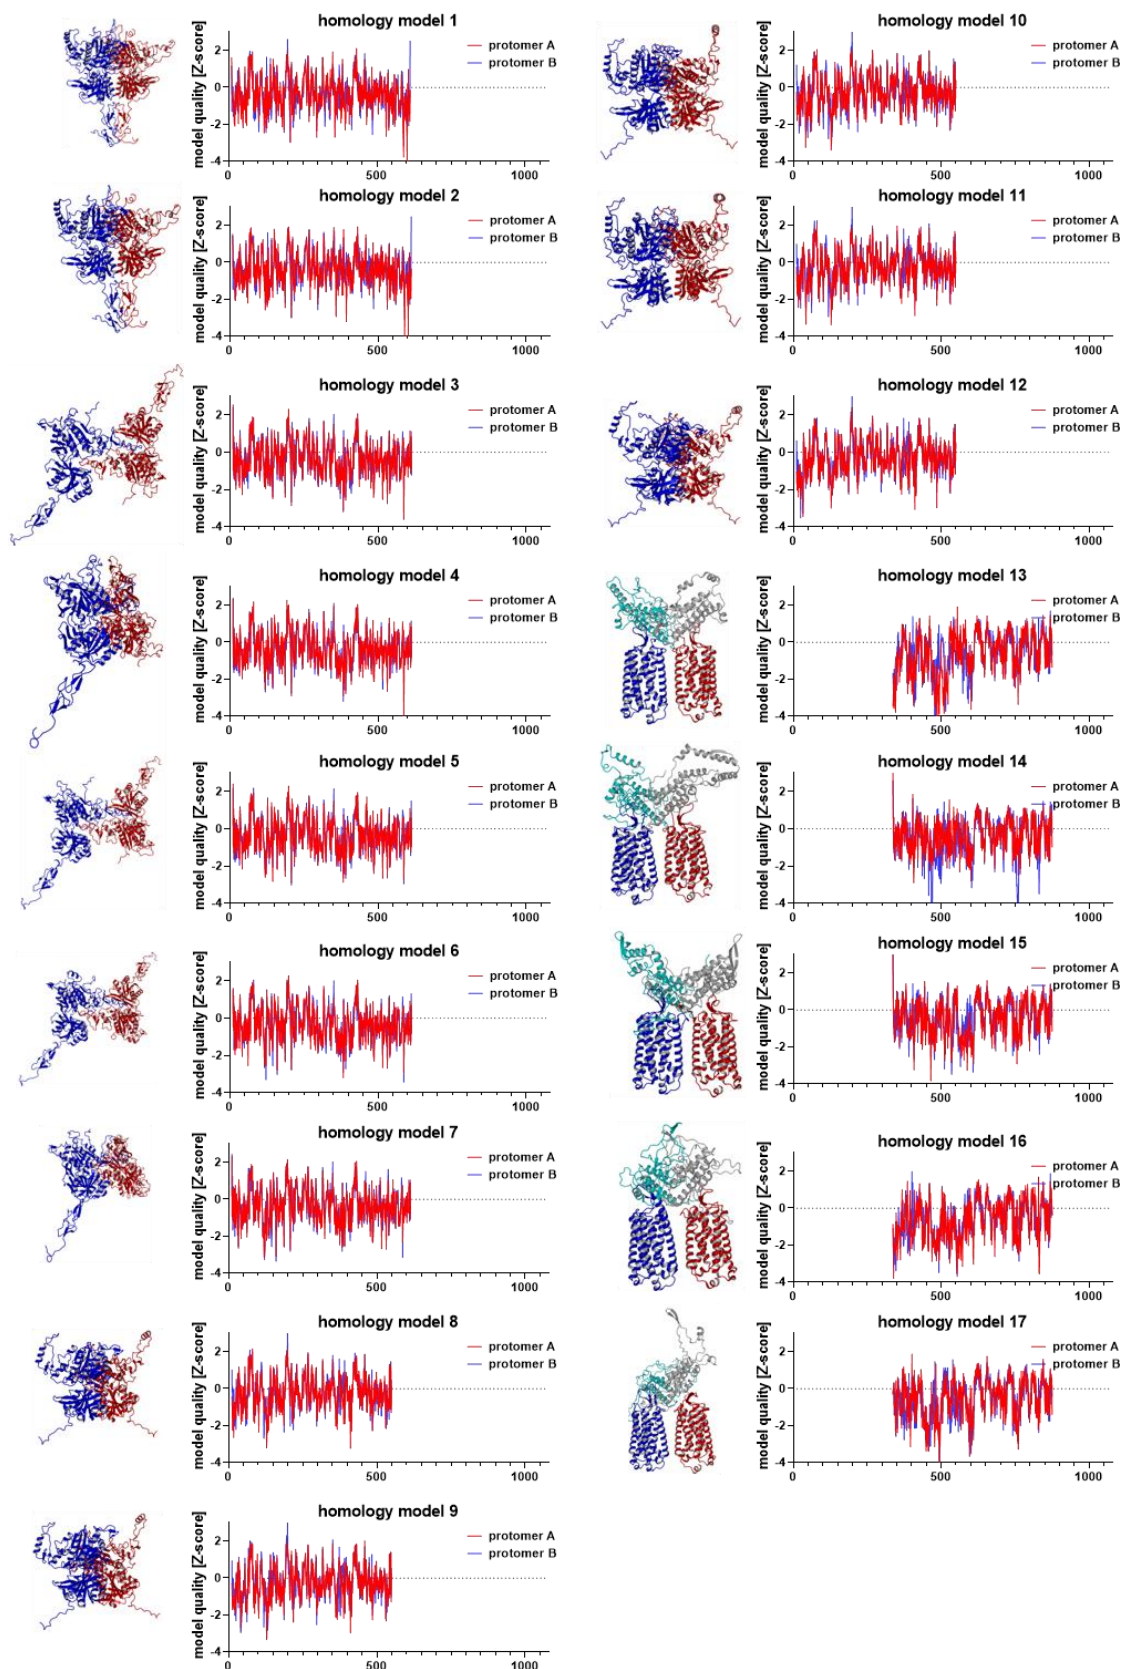 homology model 1
model quality [Z-score]
2
0
-2
-4
0
500
1000
protomer A
protomer B
homology model 2
model quality [Z-score]
2
0
-2
-4
0
500
1000
protomer A
protomer B
homology model 3
model quality [Z-score]
2
0
-2
-4
0
500
1000
protomer A
protomer B
homology model 4
model quality [Z-score]
2
0
-2
-4
0
500
1000
protomer A
protomer B
homology model 5
model quality [Z-score]
2
0
-2
-4
0
500
1000
protomer A
protomer B
homology model 6
model quality [Z-score]
2
0
-2
-4
0
500
1000
protomer A
protomer B
homology model 7
model quality [Z-score]
2
0
-2
-4
0
500
1000
protomer A
protomer B
homology model 8
model quality [Z-score]
2
0
-2
-4
0
500
1000
protomer A
protomer B
homology model 9
model quality [Z-score]
2
0
-2
-4
0
500
1000
protomer A
protomer B
homology model 10
model quality [Z-score]
2
0
-2
-4
0
500
1000
protomer A
protomer B
homology model 11
model quality [Z-score]
2
0
-2
-4
0
500
1000
protomer A
protomer B
homology model 12
model quality [Z-score]
2
0
-2
-4
0
500
1000
protomer A
protomer B
homology model 13
model quality [Z-score]
2
0
-2
-4
0
500
1000
protomer A
protomer B
homology model 14
model quality [Z-score]
2
0
-2
-4
0
500
1000
protomer A
protomer B
homology model 15
model quality [Z-score]
2
0
-2
-4
0
500
1000
protomer A
protomer B
homology model 16
model quality [Z-score]
2
0
-2
-4
0
500
1000
protomer A
protomer B
homology model 17
model quality [Z-score]
2
0
-2
-4
0
500
1000
protomer A
protomer B